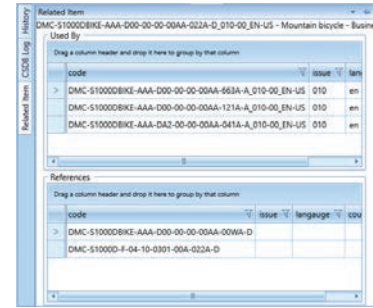 Related Item
DMC-S1000DBIKE-AAA-D00-00-00-00AA-022A-D_010-00_EN-US - Mountain bicycle - Busine
History
CSDB Log
Related Item
Used By
Drag a column header and drop it here to group by that column
code issue lan
DMC-S1000DBIKE-AAA-D00-00-00-00AA-663A-A_010-00_EN-US 010 en
DMC-S1000DBIKE-AAA-D00-00-00-00AA-121A-A_010-00_EN-US 010 en
DMC-S1000DBIKE-AAA-DA2-00-00-00AA-041A-A_010-00_EN-US 010 en
References
Drag a column header and drop it here to group by that column
code issue langauge cou
DMC-S1000DBIKE-AAA-D00-00-00-00AA-00WA-D
DMC-S1000D-F-04-10-0301-00A-022A-D